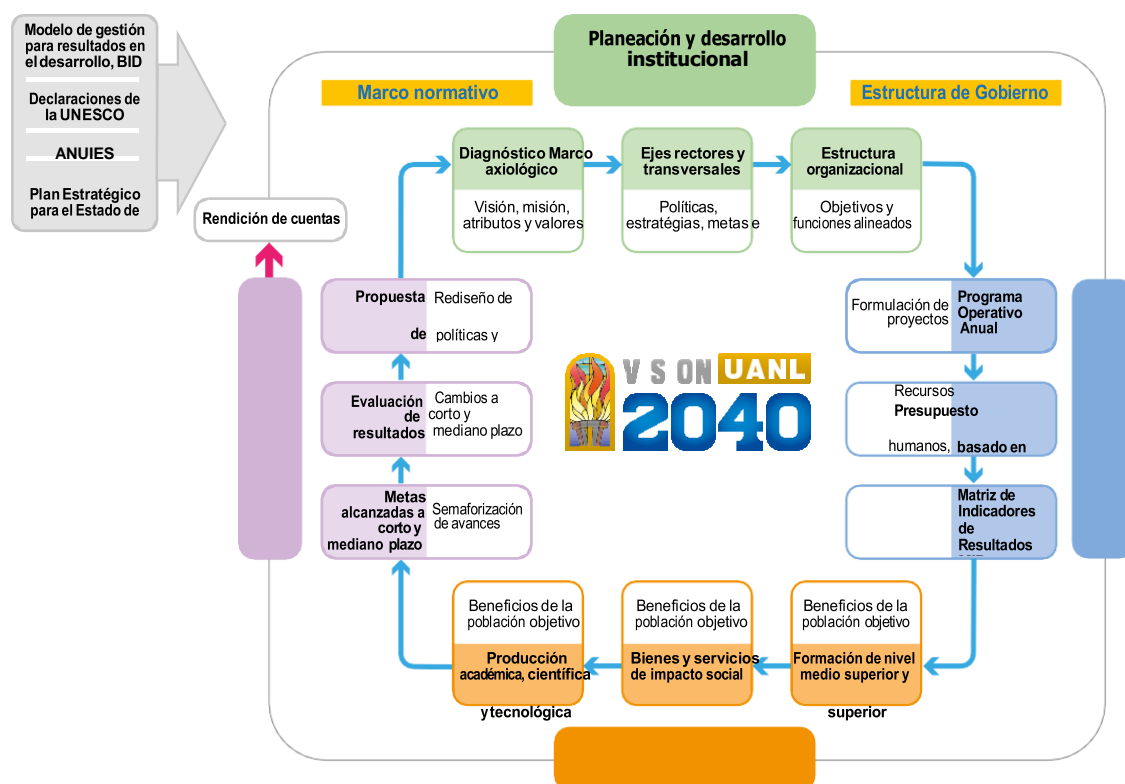 Modelo de gestión
para resultados en
el desarrollo, BID
Declaraciones de
la UNESCO
ANUIES
Plan Estratégico
para el Estado de
Rendición de cuentas
Planeación y desarrollo
institucional
Marco normativo
Estructura de Gobierno
Diagnóstico Marco
axiológico
Visión, misión,
atributos y valores
Ejes rectores y
transversales
Políticas,
estratégias, metas e
Estructura
organizacional
Objetivos y
funciones alineados
Formulación de
proyectos
Programa
Operativo
Anual
Recursos
Presupuesto
humanos, basado en
Matriz de
Indicadores
de
Resultados
Propuesta
de
Rediseño de
políticas y
Evaluación
de
resultados
Cambios a
corto y
mediano plazo
Metas
alcanzadas a
corto y
mediano plazo
Semaforización
de avances
V S ON UANL
2040
Beneficios de la
población objetivo
Producción
académica, científica
y tecnológica
Beneficios de la
población objetivo
Bienes y servicios
de impacto social
Beneficios de la
población objetivo
Formación de nivel
medio superior y
superior